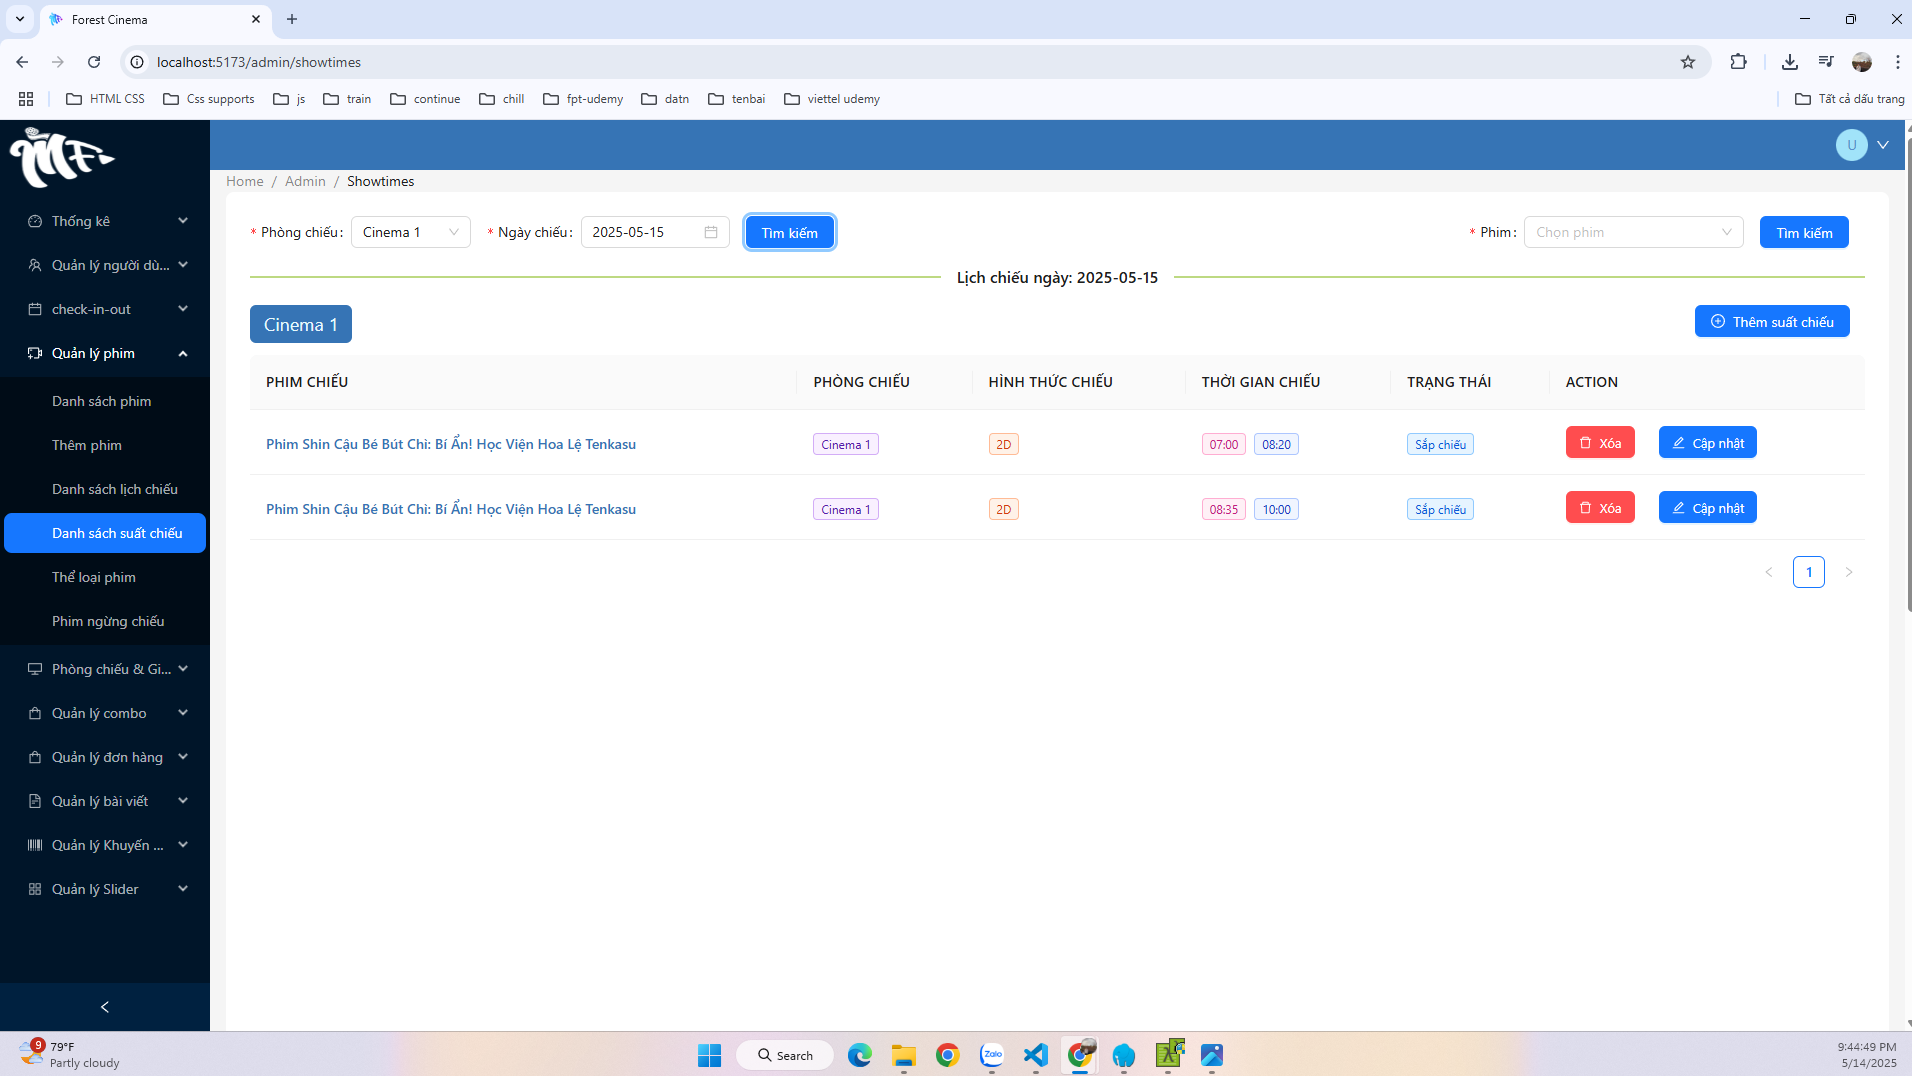 Forest Cinema
localhost:5173/admin/showtimes
HTML CSS
Css supports
js
train
continue
chill
fpt-udemy
datn
tenbai
viettel udemy
Tất cả dấu trang
MF
U
Home / Admin / Showtimes
Thống kê
Quản lý người dù...
check-in-out
Quản lý phim
Danh sách phim
Thêm phim
Danh sách lịch chiếu
Danh sách suất chiếu
Thể loại phim
Phim ngừng chiếu
Phòng chiếu & Gi...
Quản lý combo
Quản lý đơn hàng
Quản lý bài viết
Quản lý Khuyến ...
Quản lý Slider
* Phòng chiếu: Cinema 1 * Ngày chiếu: 2025-05-15 Tìm kiếm * Phim: Chọn phim Tìm kiếm
Lịch chiếu ngày: 2025-05-15
Cinema 1
Thêm suất chiếu
PHIM CHIẾU PHÒNG CHIẾU HÌNH THỨC CHIẾU THỜI GIAN CHIẾU TRẠNG THÁI ACTION
Phim Shin Cậu Bé Bút Chì: Bí Ẩn! Học Viện Hoa Lệ Tenkasu Cinema 1 2D 07:00 08:20 Sắp chiếu Xóa Cập nhật
Phim Shin Cậu Bé Bút Chì: Bí Ẩn! Học Viện Hoa Lệ Tenkasu Cinema 1 2D 08:35 10:00 Sắp chiếu Xóa Cập nhật
1
9
79°F
Partly cloudy
Search
Zalo
9:44:49 PM
5/14/2025